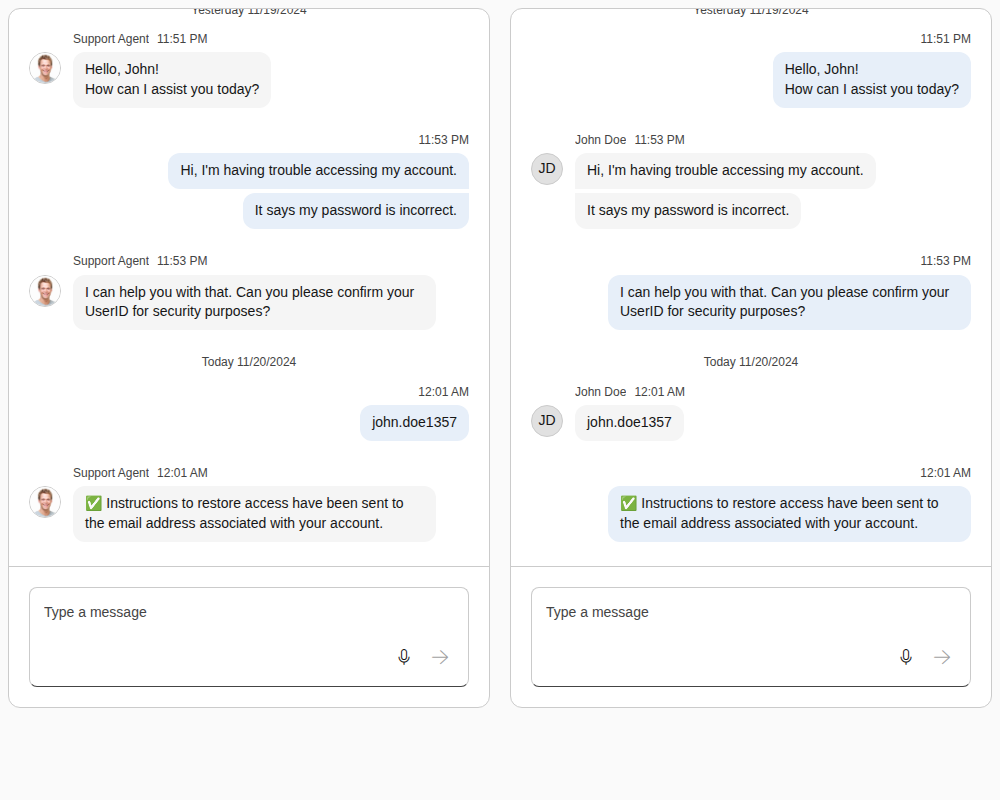 Yesterday 11/19/2024
Support Agent 11:51 PM
Hello, John!
How can I assist you today?
11:53 PM
Hi, I'm having trouble accessing my account.
It says my password is incorrect.
Support Agent 11:53 PM
I can help you with that. Can you please confirm your
UserID for security purposes?
Today 11/20/2024
12:01 AM
john.doe1357
Support Agent 12:01 AM
✅ Instructions to restore access have been sent to
the email address associated with your account.
Type a message
Yesterday 11/19/2024
11:51 PM
Hello, John!
How can I assist you today?
John Doe 11:53 PM
JD
Hi, I'm having trouble accessing my account.
It says my password is incorrect.
11:53 PM
I can help you with that. Can you please confirm your
UserID for security purposes?
Today 11/20/2024
John Doe 12:01 AM
JD
john.doe1357
12:01 AM
✅ Instructions to restore access have been sent to
the email address associated with your account.
Type a message